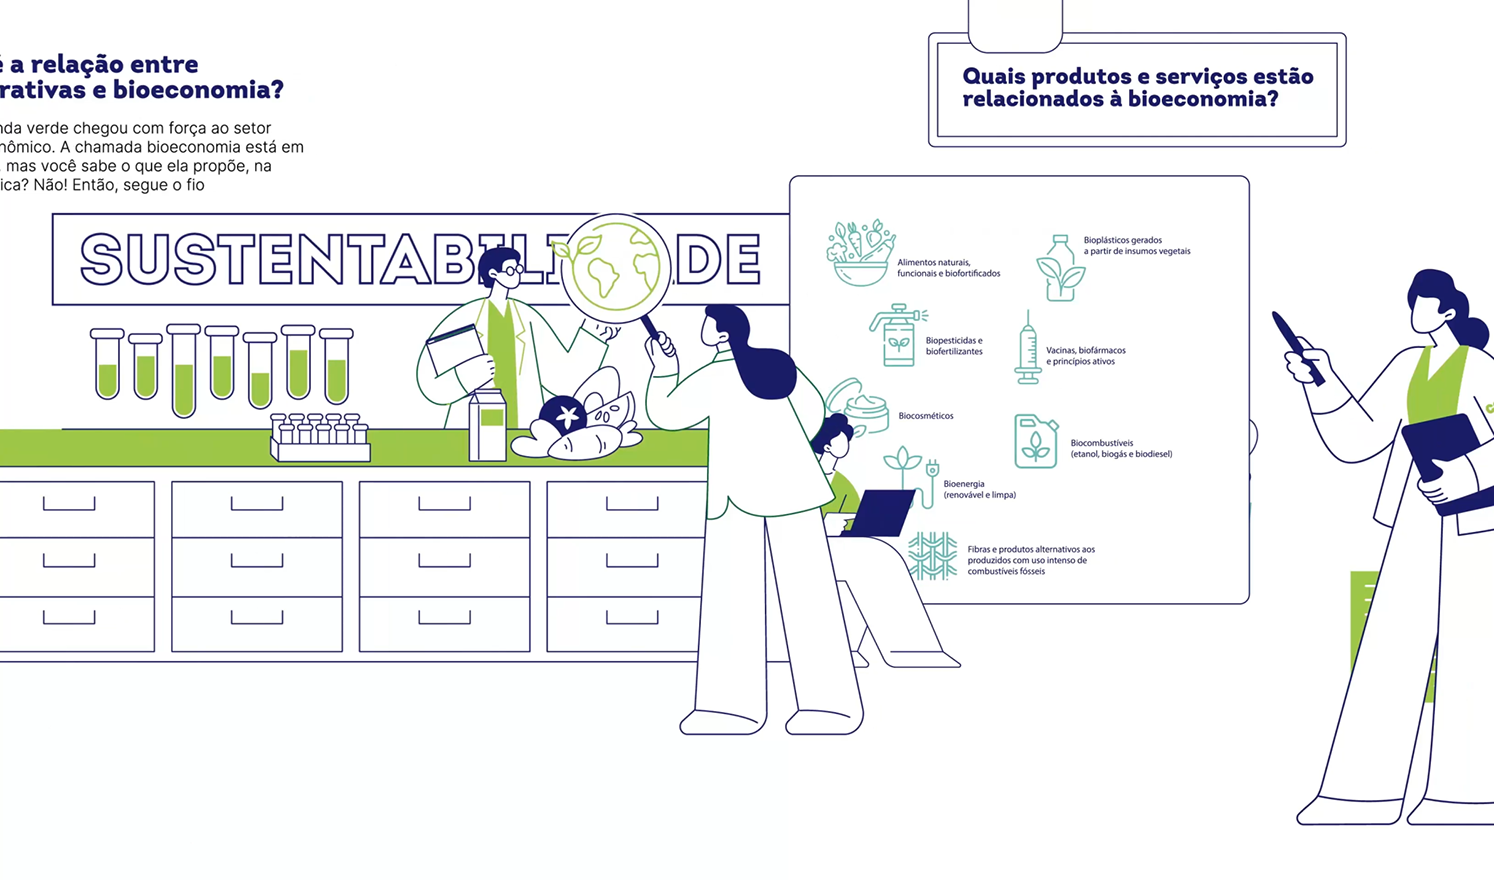 é a relação entre
rativas e bioeconomia?
nda verde chegou com força ao setor
nômico. A chamada bioeconomia está em
, mas você sabe o que ela propõe, na
ica? Não! Então, segue o fio
SUSTENTABILI DE
Quais produtos e serviços estão
relacionados à bioeconomia?
Alimentos naturais,
funcionais e biofortificados
Bioplásticos gerados
a partir de insumos vegetais
Biopesticidas e
biofertilizantes
Vacinas, biofármacos
e princípios ativos
Biocosméticos
Biocombustíveis
(etanol, biogás e biodiesel)
Bioenergia
(renovável e limpa)
Fibras e produtos alternativos aos
produzidos com uso intenso de
combustíveis fósseis